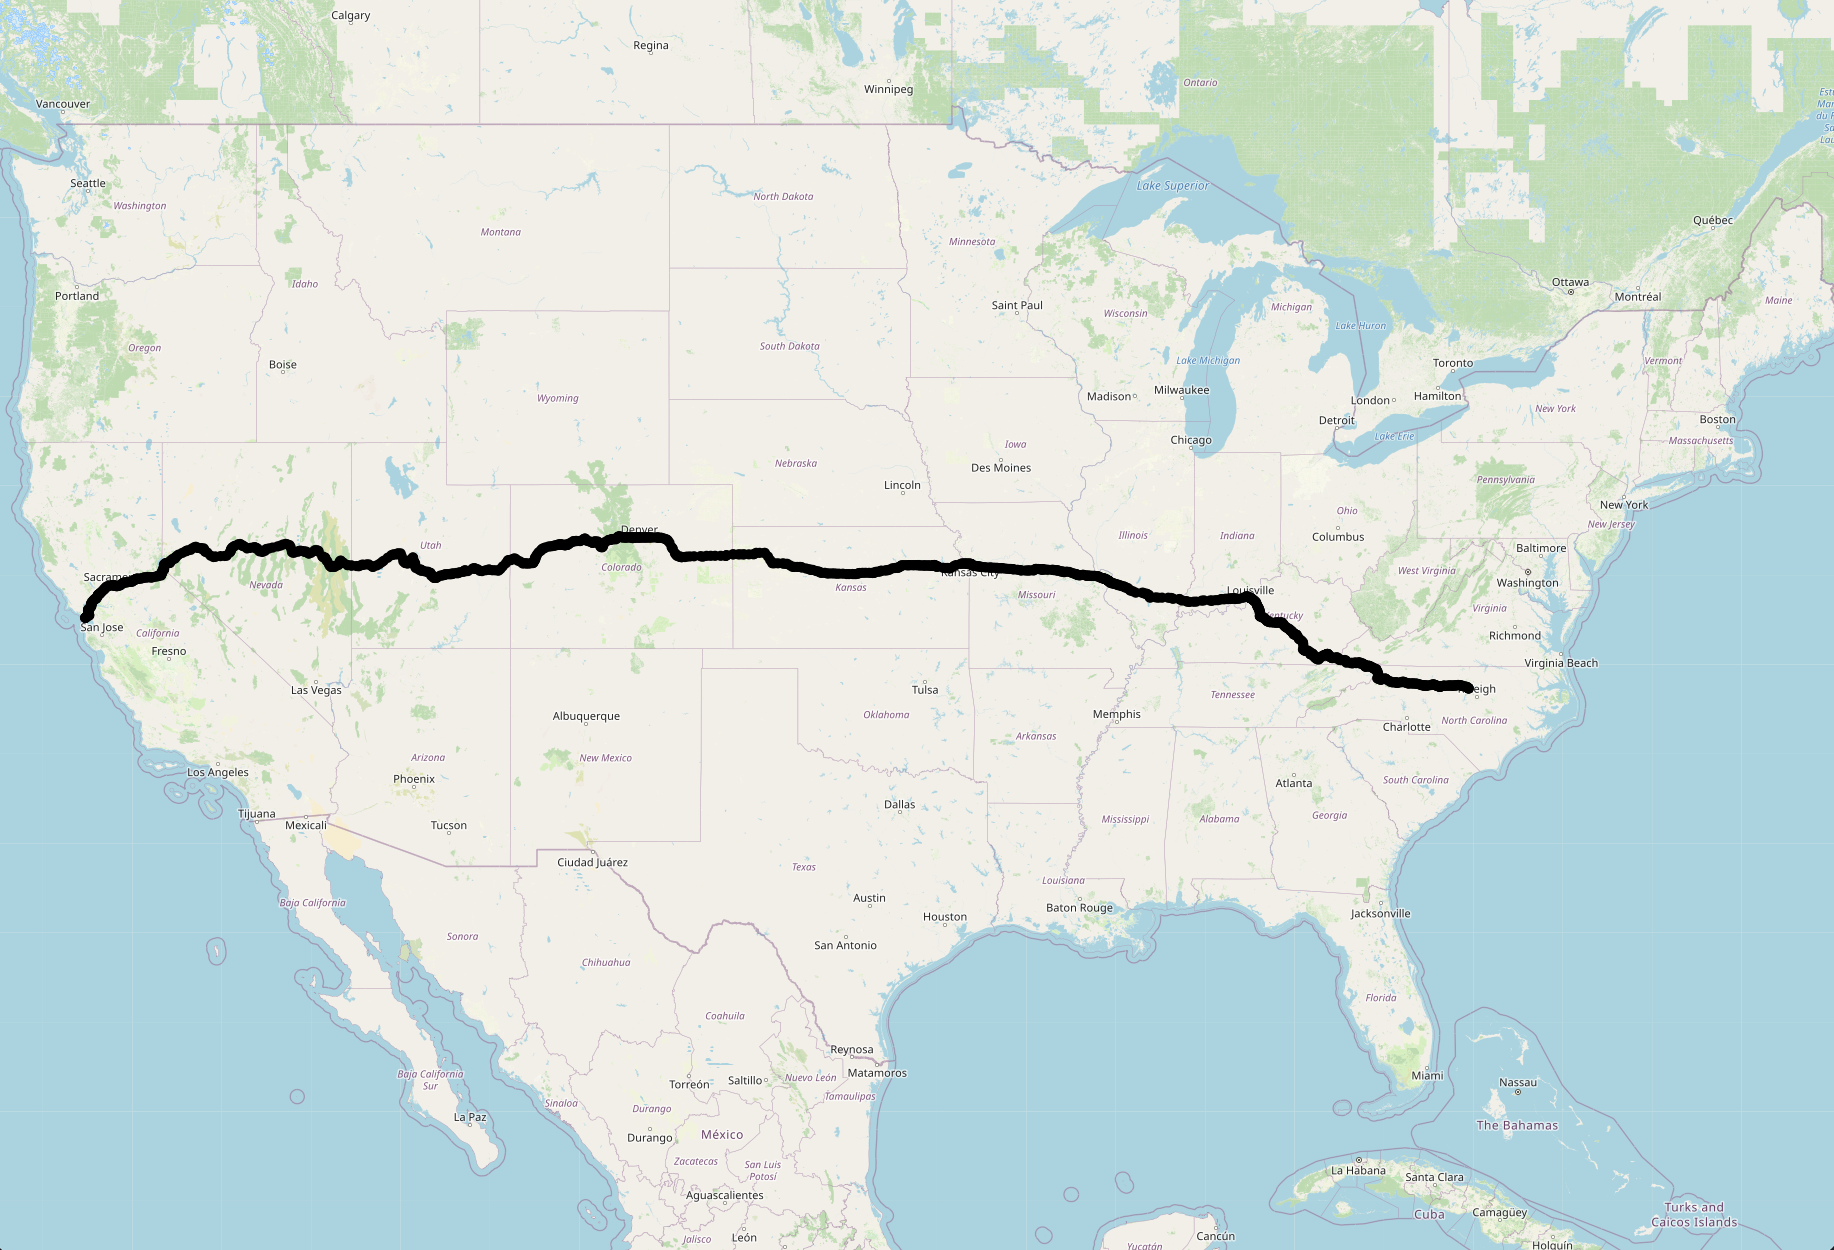 Calgary
Regina
Winnipeg
Ontario
Vancouver
Seattle
Washington
Montana
North Dakota
Minnesota
Lake Superior
Québec
Portland
Idaho
Saint Paul
Wisconsin
Michigan
Ottawa
Montréal
Maine
Lake Huron
Oregon
Boise
South Dakota
Lake Michigan
Toronto
Vermont
Wyoming
Madison
Milwaukee
London
Hamilton
New York
Detroit
Boston
Chicago
Lake Erie
Massachusetts
Iowa
Des Moines
Nebraska
Lincoln
Pennsylvania
New York
Ohio
New Jersey
Denver
Utah
Illinois
Indiana
Columbus
Baltimore
Colorado
Kansas City
West Virginia
Washington
Nevada
Kansas
Missouri
Louisville
Virginia
San Jose
California
Richmond
Fresno
Virginia Beach
Las Vegas
Tulsa
Tennessee
Albuquerque
Oklahoma
Memphis
North Carolina
Charlotte
Arizona
New Mexico
Arkansas
Los Angeles
Phoenix
Atlanta
South Carolina
Tijuana
Mexicali
Tucson
Dallas
Mississippi
Alabama
Georgia
Ciudad Juárez
Texas
Louisiana
Baja California
Austin
Baton Rouge
Jacksonville
Houston
Sonora
San Antonio
Chihuahua
Florida
Coahuila
Reynosa
Matamoros
Baja California
Sur
Torreón
Saltillo
Nuevo León
Tamaulipas
Miami
Nassau
Sinaloa
Durango
La Paz
Durango
México
The Bahamas
Zacatecas
San Luis
Potosí
La Habana
Santa Clara
Aguascalientes
Cuba
Camagüey
Turks and
Caicos Islands
Jalisco
León
Yucatán
Cancún
Holguín